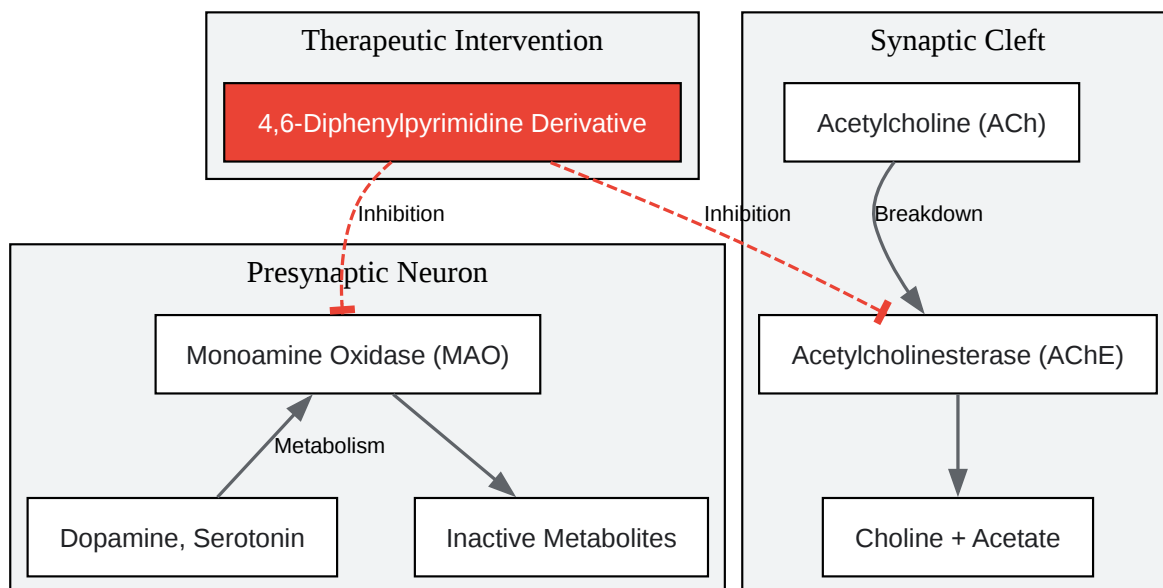 Therapeutic Intervention
4,6-Diphenylpyrimidine Derivative
Synaptic Cleft
Acetylcholine (ACh)
Inhibition
Inhibition
Breakdown
Presynaptic Neuron
Monoamine Oxidase (MAO)
Acetylcholinesterase (AChE)
Metabolism
Dopamine, Serotonin
Inactive Metabolites
Choline + Acetate